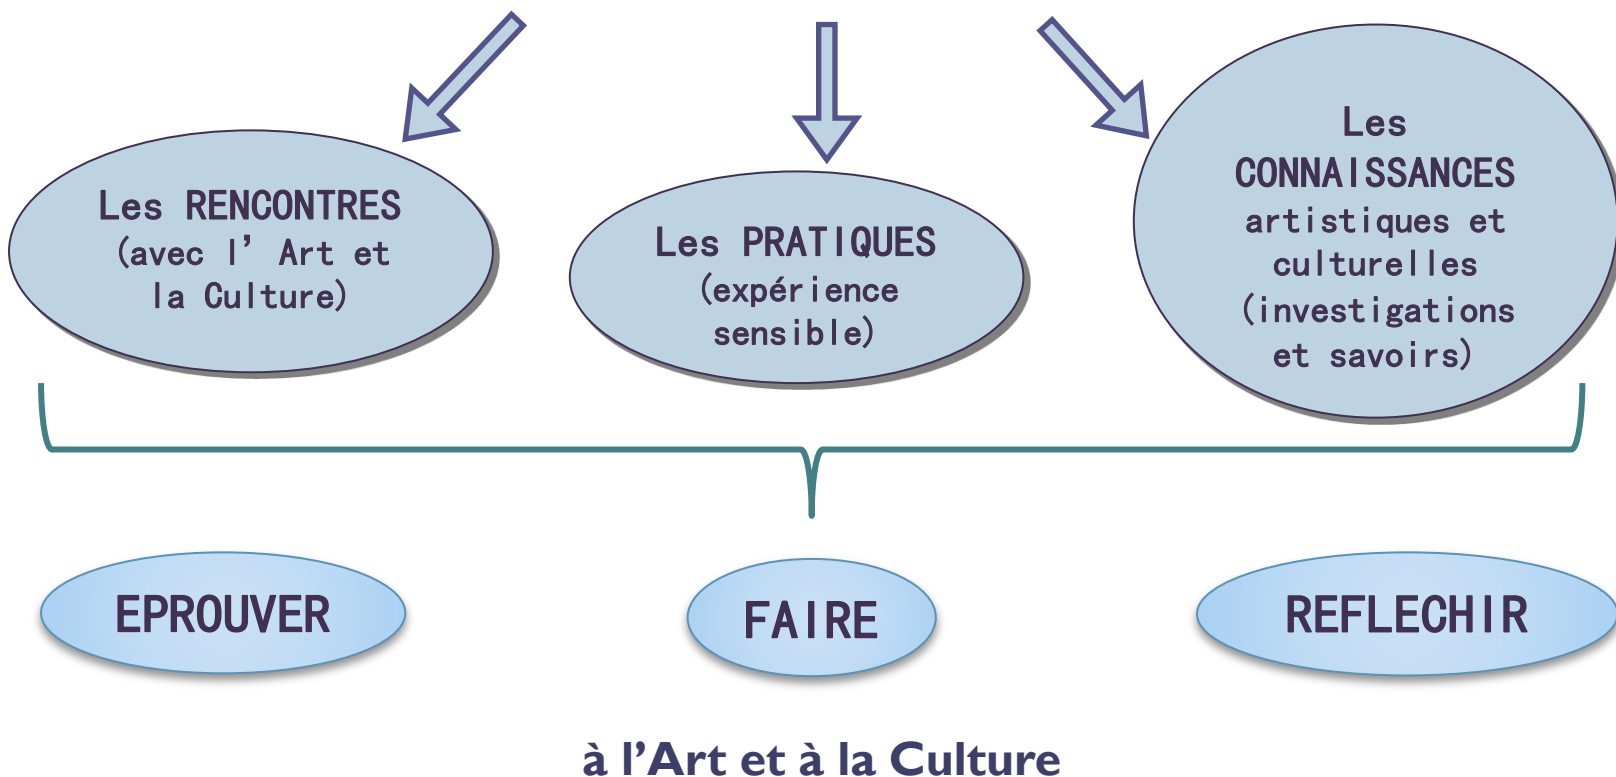 Les RENCONTRES
(avec l’ Art et
la Culture)
Les PRATIQUES
(expérience
sensible)
Les
CONNAISSANCES
artistiques et
culturelles
(investigations
et savoirs)
EPROUVER
FAIRE
REFLECHIR
à l’Art et à la Culture